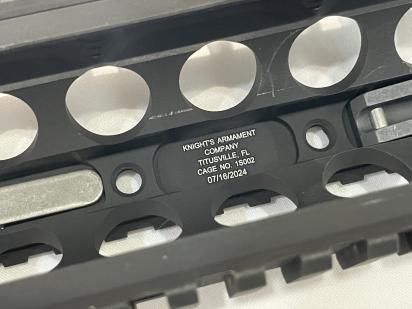 KNIGHT'S ARMAMENT
COMPANY
TITUSVILLE, FL
CAGE NO. 15002
07/16/2024